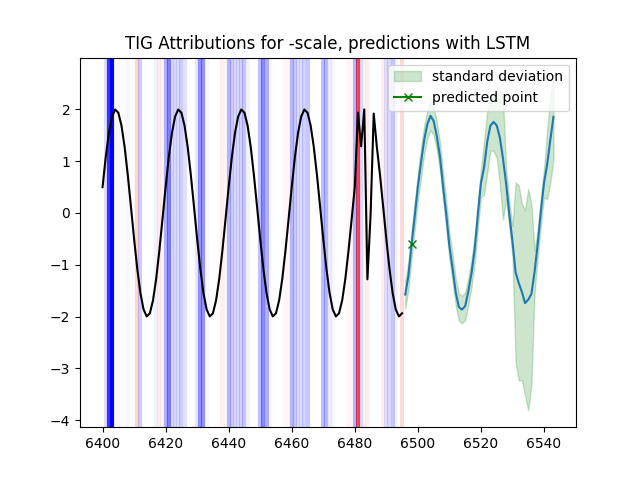 TIG Attributions for -scale, predictions with LSTM
standard deviation
predicted point
2
1
0
−1
−2
−3
−4
6400 6420 6440 6460 6480 6500 6520 6540